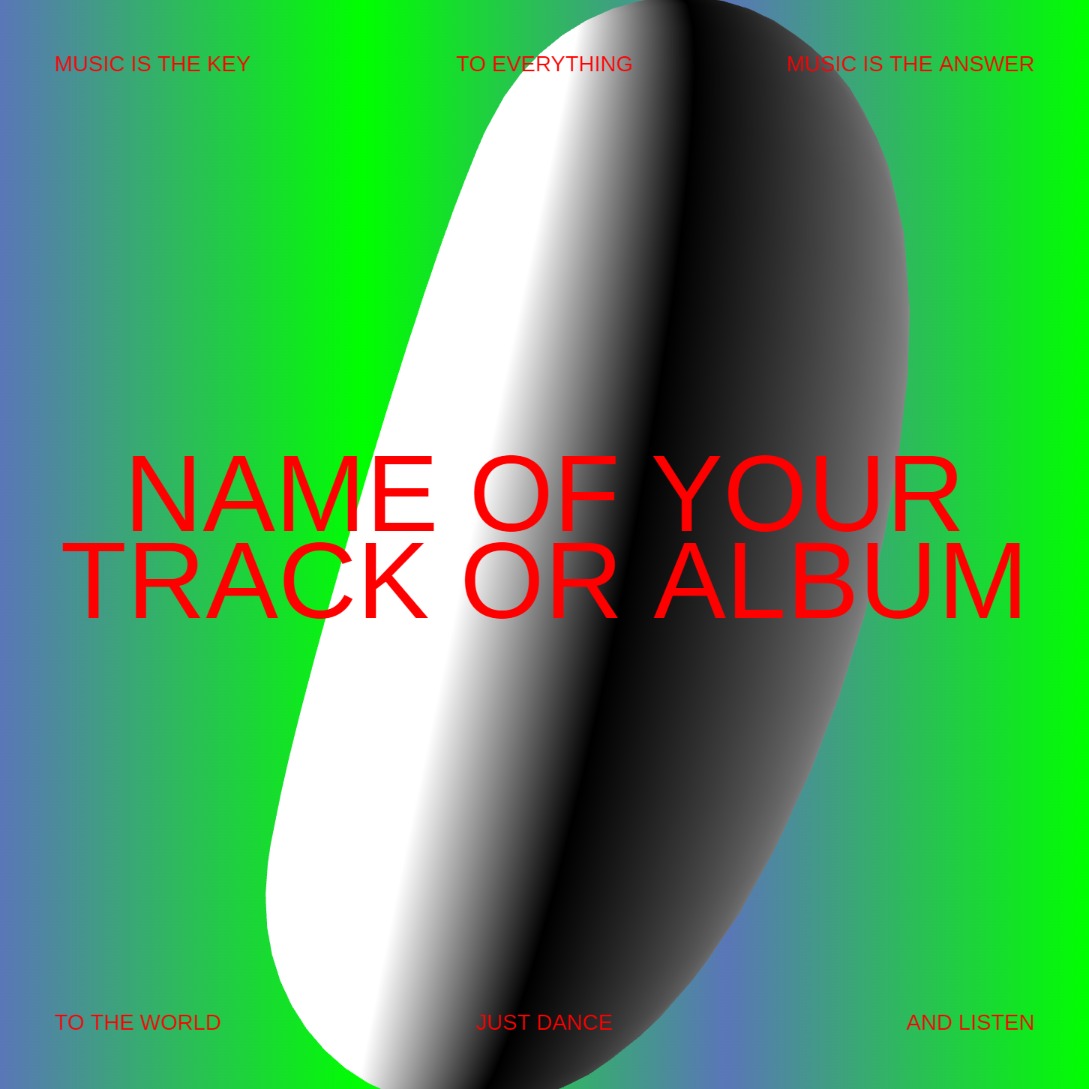 MUSIC IS THE KEY
TO EVERYTHING
MUSIC IS THE ANSWER
NAME OF YOUR
TRACK OR ALBUM
TO THE WORLD
JUST DANCE
AND LISTEN